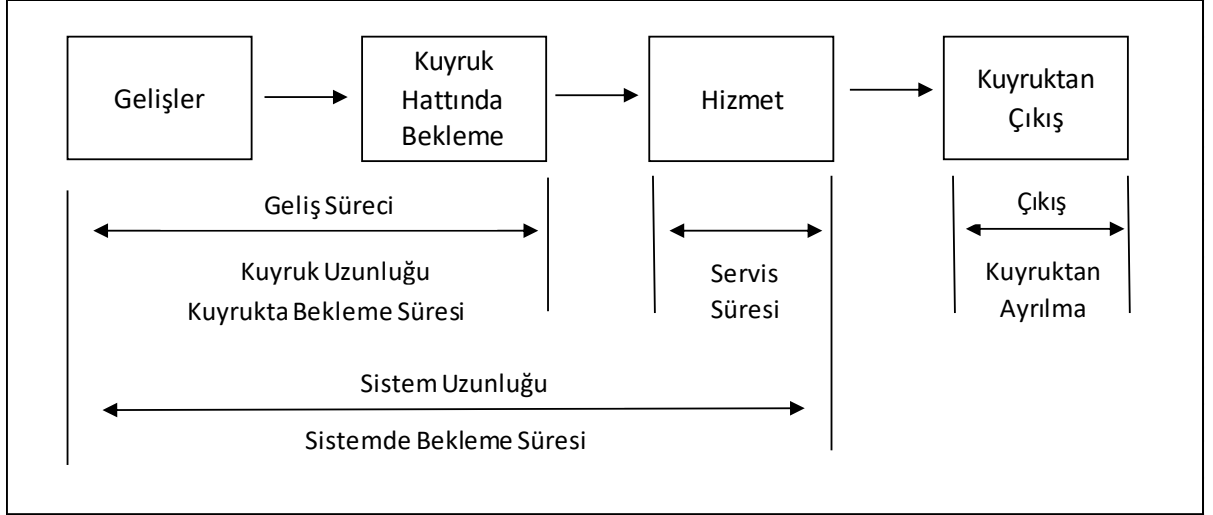 Gelişler
Kuyruk
Hattında
Bekleme
Hizmet
Kuyruktan
Çıkış
Geliş Süreci
Kuyruk Uzunluğu
Kuyrukta Bekleme Süresi
Servis
Süresi
Çıkış
Kuyruktan
Ayrılma
Sistem Uzunluğu
Sistemde Bekleme Süresi